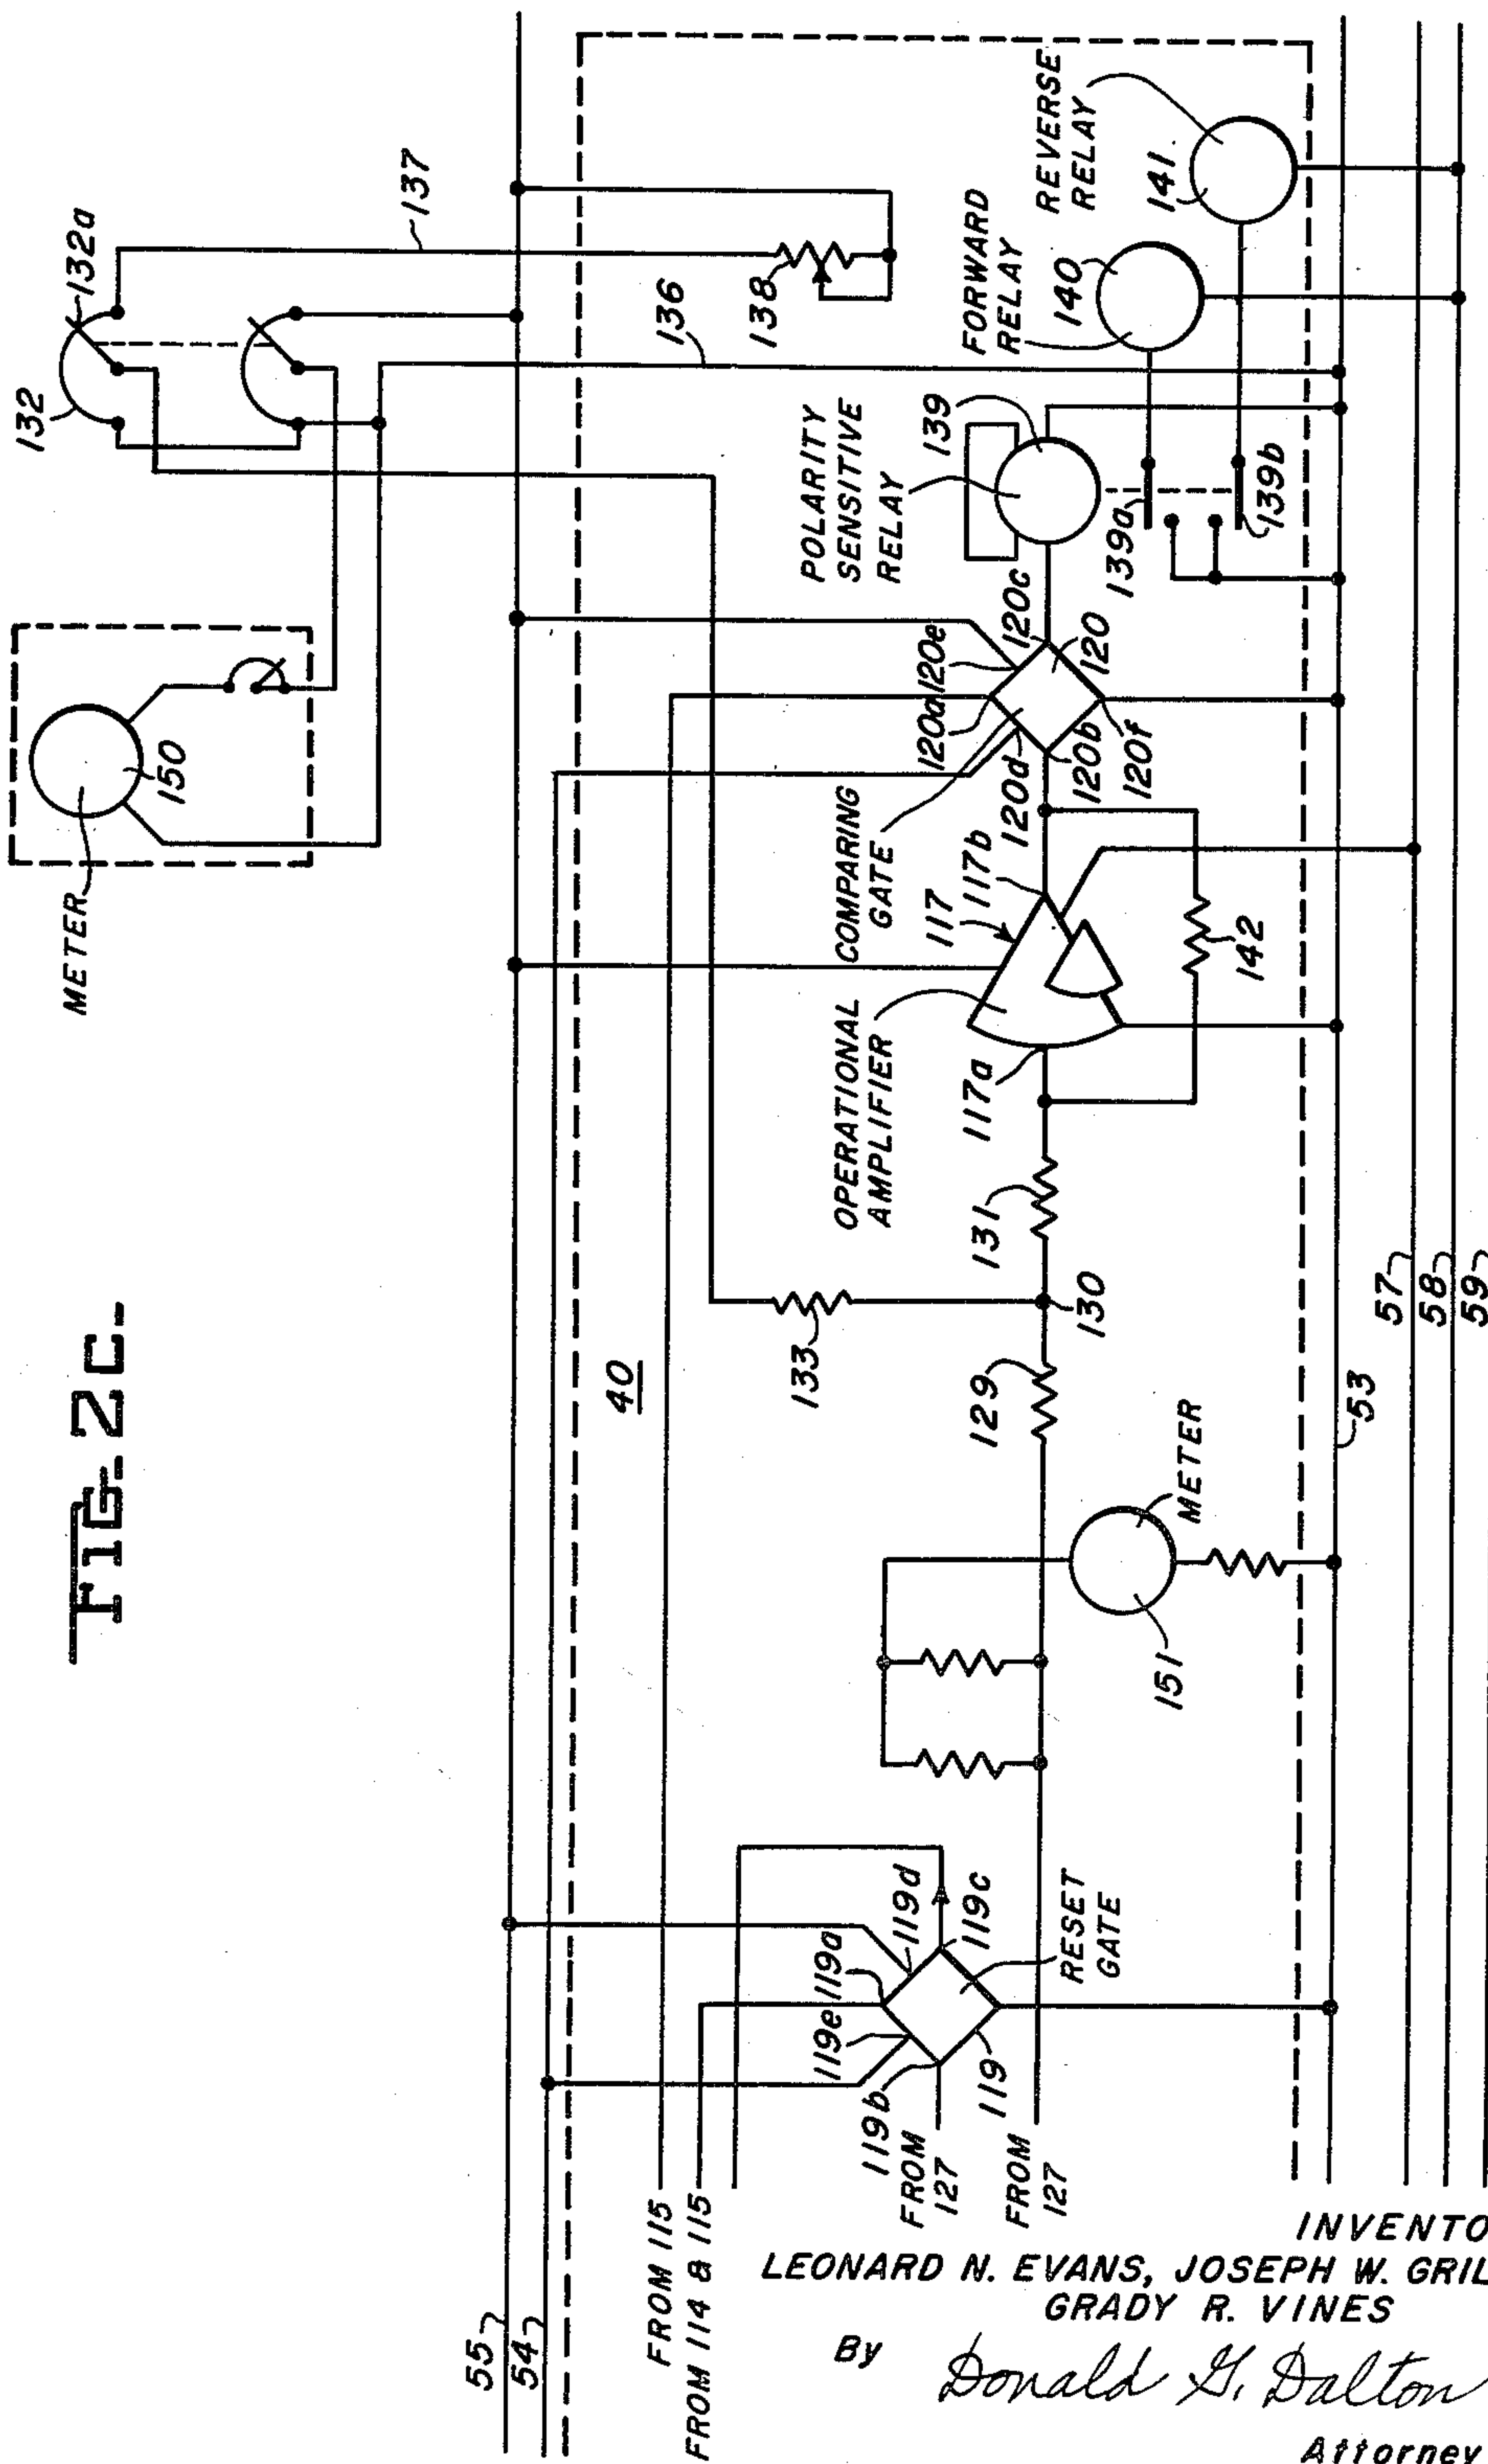 FIG. 2C.
METER
150
132
132a
137
136
138
55
54
40
FROM 115
FROM 114 & 115
119a
119e
119d
119b
119c
119
FROM
127
FROM
127
RESET
GATE
151
METER
129
133
130
131
OPERATIONAL
AMPLIFIER
117a
117
117b
142
COMPARING
GATE
120a
120e
120d
120c
120b
120
120f
POLARITY
SENSITIVE
RELAY
139
139a
139b
FORWARD
RELAY
140
REVERSE
RELAY
141
53
57
58
59
LEONARD N. EVANS, JOSEPH W.
GRADY R. VINES
By
Donald G. Dalton
Attorney